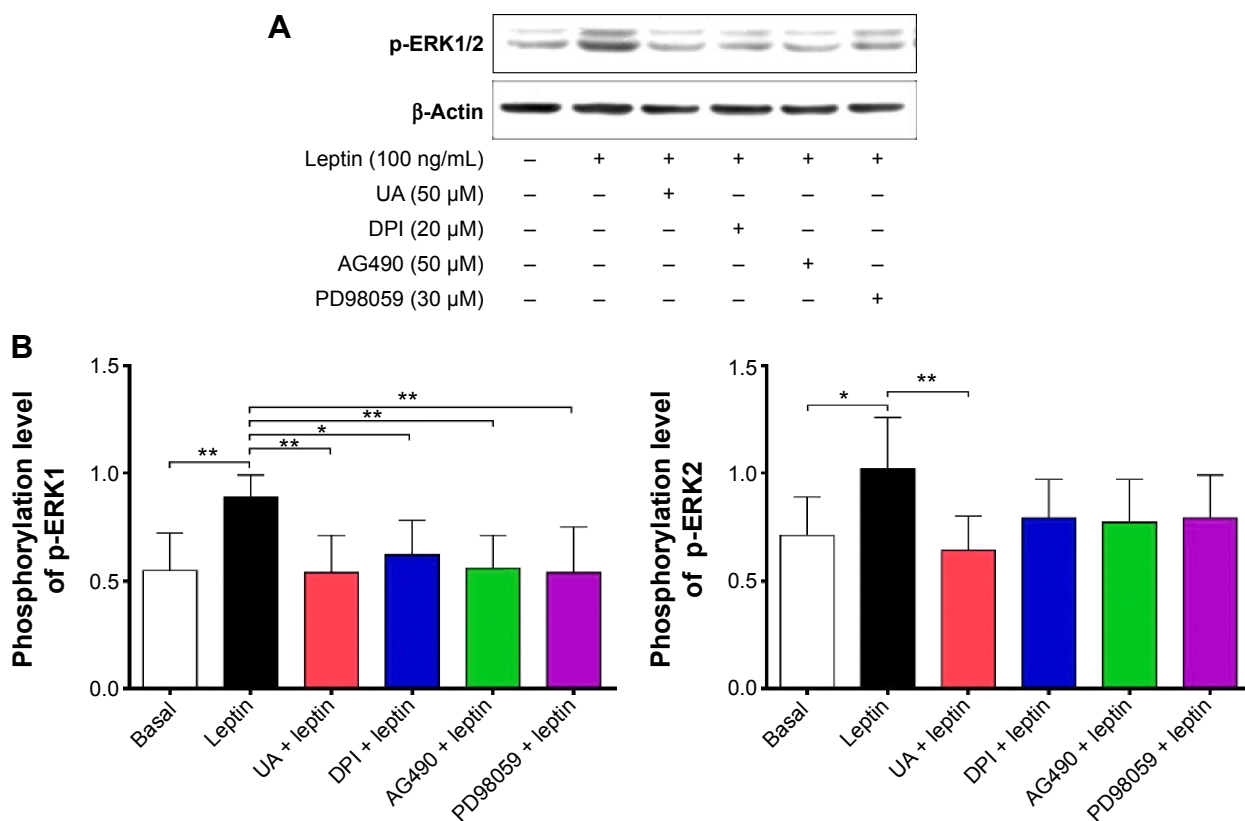 A
p-ERK1/2
β-Actin
Leptin (100 ng/mL) – + + + + +
UA (50 µM) – – + – – –
DPI (20 µM) – – – + – –
AG490 (50 µM) – – – – + –
PD98059 (30 µM) – – – – – +
B
Phosphorylation level
of p-ERK1
1.5
1.0
0.5
0.0
**
**
*
**
**
Basal
Leptin
UA + leptin
DPI + leptin
AG490 + leptin
PD98059 + leptin
Phosphorylation level
of p-ERK2
1.5
1.0
0.5
0.0
*
**
Basal
Leptin
UA + leptin
DPI + leptin
AG490 + leptin
PD98059 + leptin